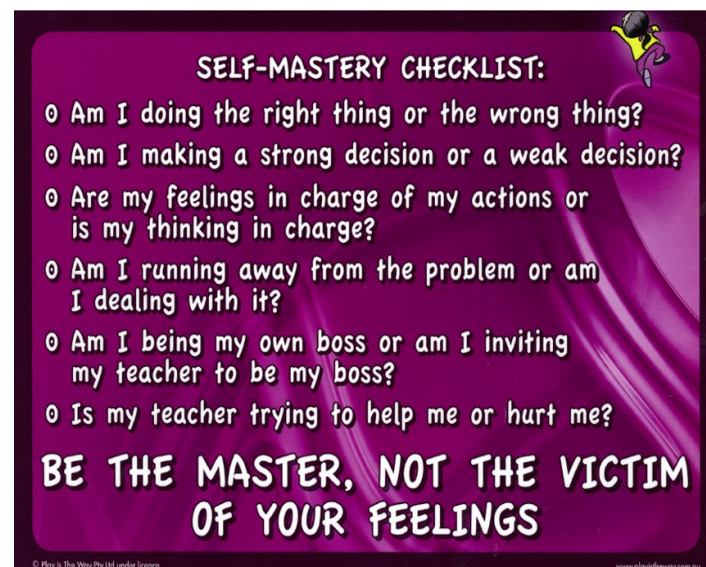 SELF-MASTERY CHECKLIST:
Am I doing the right thing or the wrong thing?
Am I making a strong decision or a weak decision?
Are my feelings in charge of my actions or
is my thinking in charge?
Am I running away from the problem or am
I dealing with it?
Am I being my own boss or am I inviting
my teacher to be my boss?
Is my teacher trying to help me or hurt me?
BE THE MASTER, NOT THE VICTIM
OF YOUR FEELINGS
© Play Is The Way Pty Ltd under licence
www.playistheway.com.au